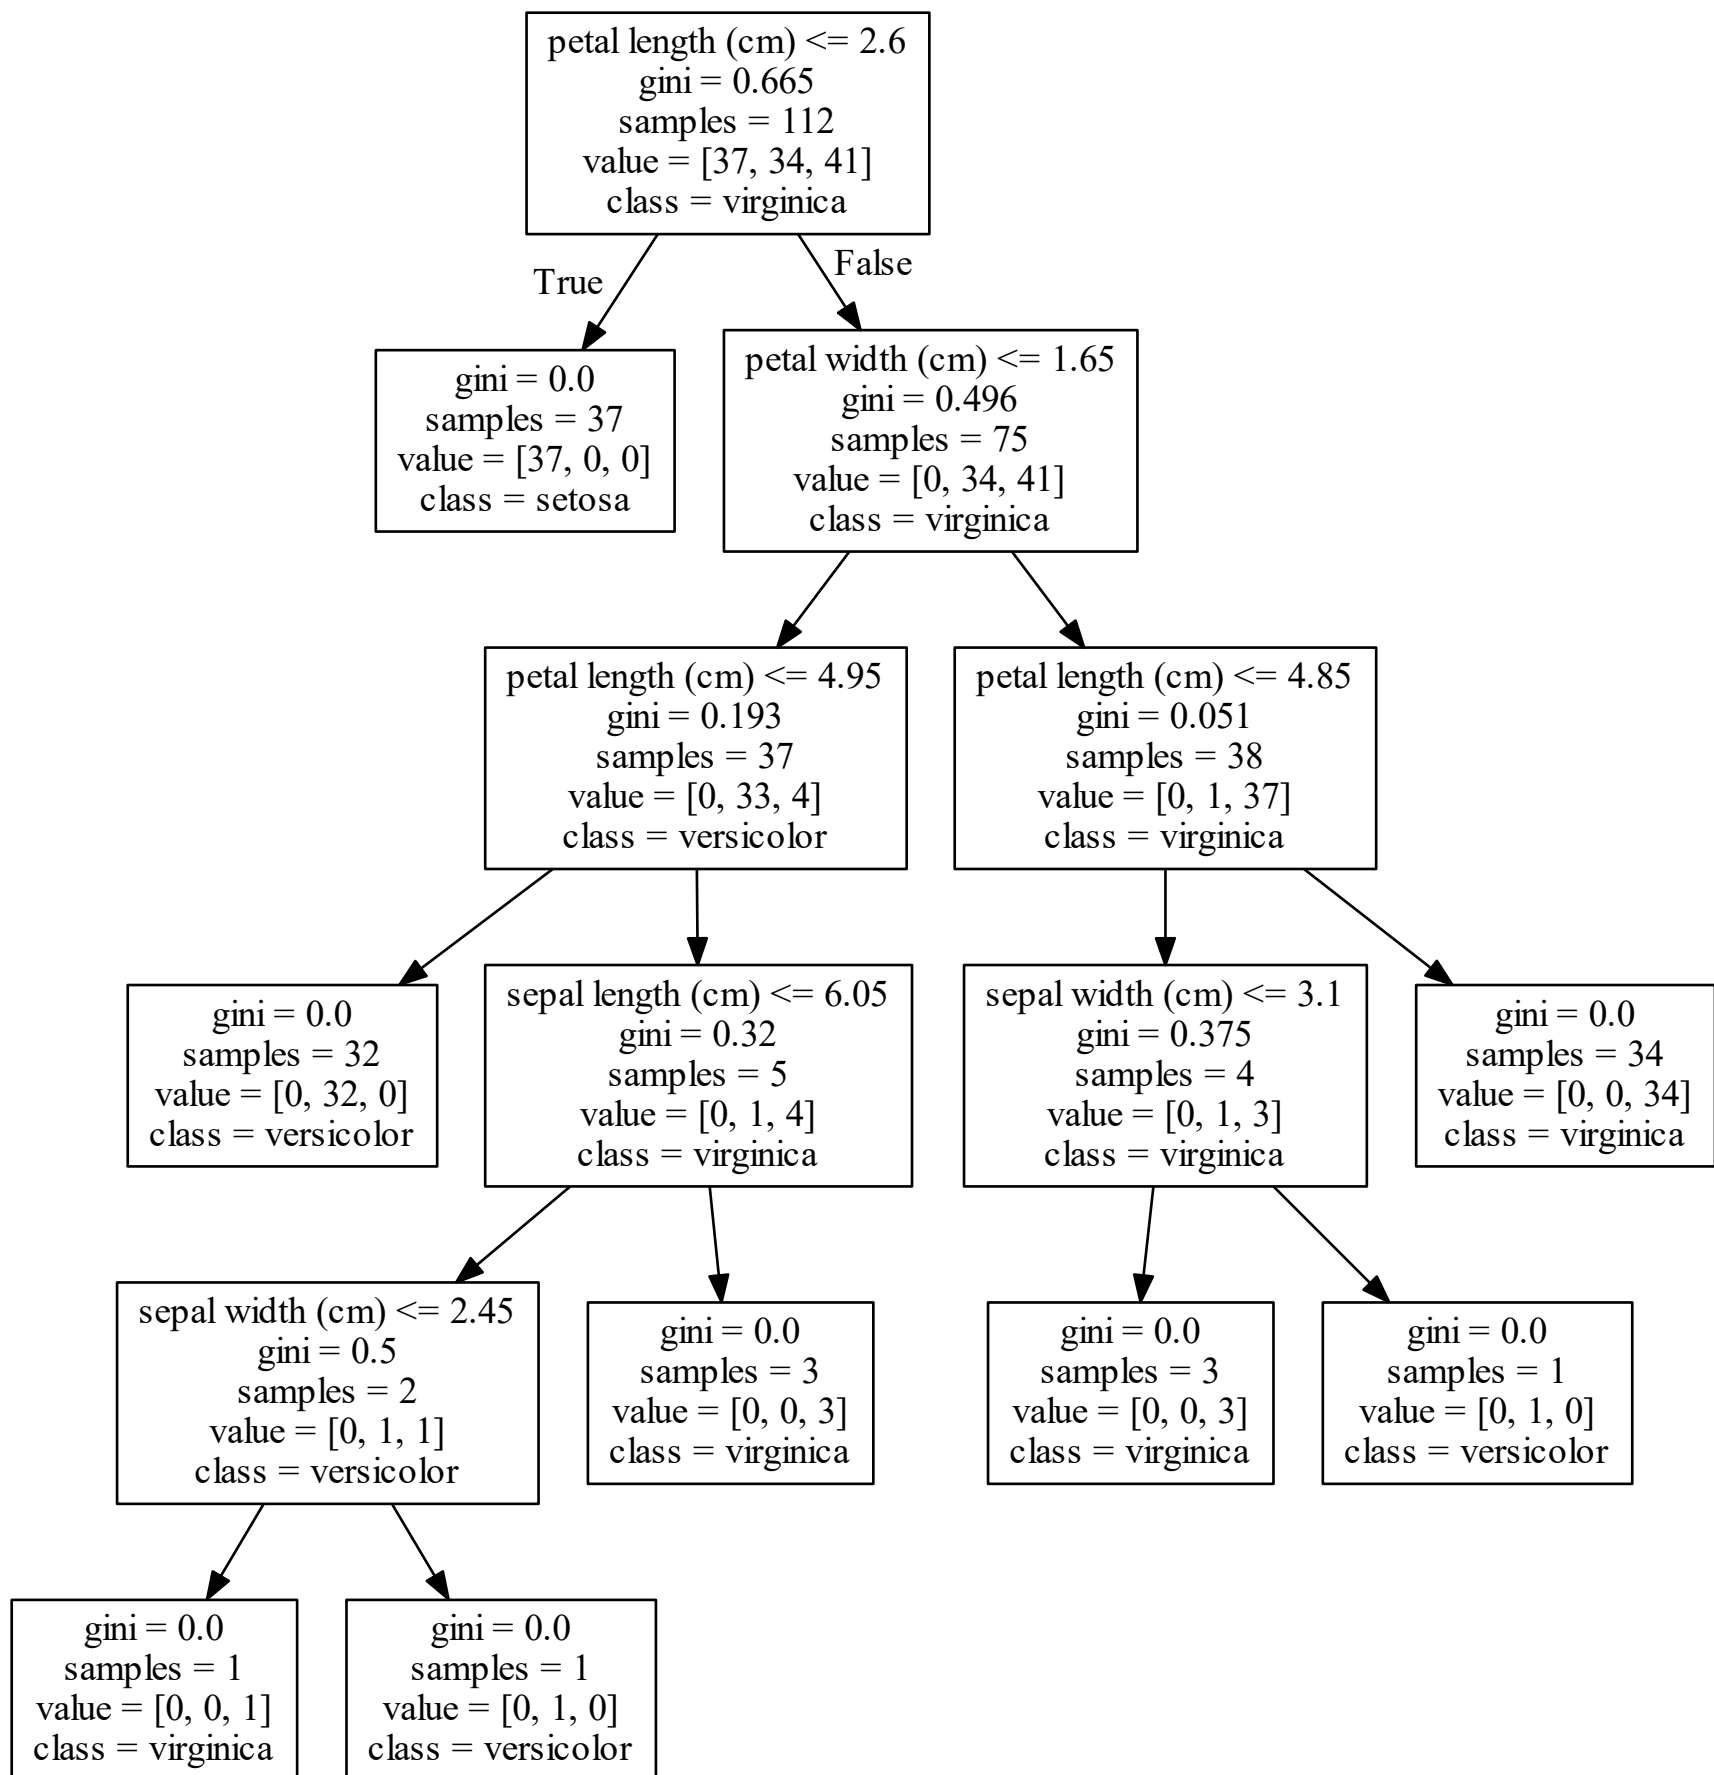 petal length (cm) <= 2.6
gini = 0.665
samples = 112
value = [37, 34, 41]
class = virginica
True
False
gini = 0.0
samples = 37
value = [37, 0, 0]
class = setosa
petal width (cm) <= 1.65
gini = 0.496
samples = 75
value = [0, 34, 41]
class = virginica
petal length (cm) <= 4.95
gini = 0.193
samples = 37
value = [0, 33, 4]
class = versicolor
petal length (cm) <= 4.85
gini = 0.051
samples = 38
value = [0, 1, 37]
class = virginica
gini = 0.0
samples = 32
value = [0, 32, 0]
class = versicolor
sepal length (cm) <= 6.05
gini = 0.32
samples = 5
value = [0, 1, 4]
class = virginica
sepal width (cm) <= 3.1
gini = 0.375
samples = 4
value = [0, 1, 3]
class = virginica
gini = 0.0
samples = 34
value = [0, 0, 34]
class = virginica
sepal width (cm) <= 2.45
gini = 0.5
samples = 2
value = [0, 1, 1]
class = versicolor
gini = 0.0
samples = 3
value = [0, 0, 3]
class = virginica
gini = 0.0
samples = 3
value = [0, 0, 3]
class = virginica
gini = 0.0
samples = 1
value = [0, 1, 0]
class = versicolor
gini = 0.0
samples = 1
value = [0, 0, 1]
class = virginica
gini = 0.0
samples = 1
value = [0, 1, 0]
class = versicolor